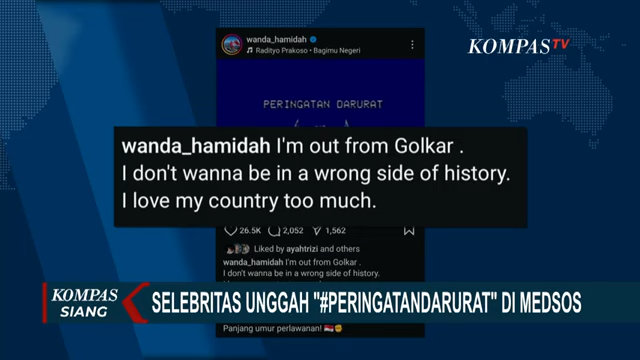 wanda_hamidah
Radityo Prakoso • Bagimu Negeri
KOMPASTV
PERINGATAN DARURAT
wanda_hamidah I'm out from Golkar .
I don't wanna be in a wrong side of history.
I love my country too much.
26.5K 2,052 1,562
Liked by ayahtrizi and others
wanda_hamidah I'm out from Golkar .
I don't wanna be in a wrong side of history.
KOMPAS
SIANG
SELEBRITAS UNGGAH "#PERINGATANDARURAT" DI MEDSOS
Panjang umur perlawanan! 🇮🇩✊